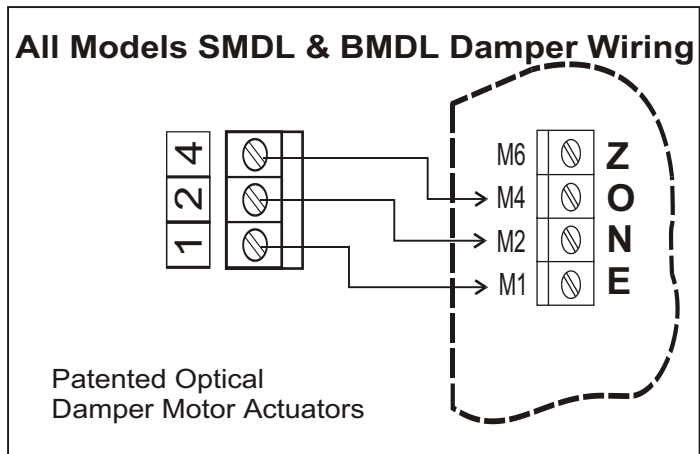 All Models SMDL & BMDL Damper Wiring
4
2
1
M6
M4
M2
M1
Z
O
N
E
Patented Optical
Damper Motor Actuators